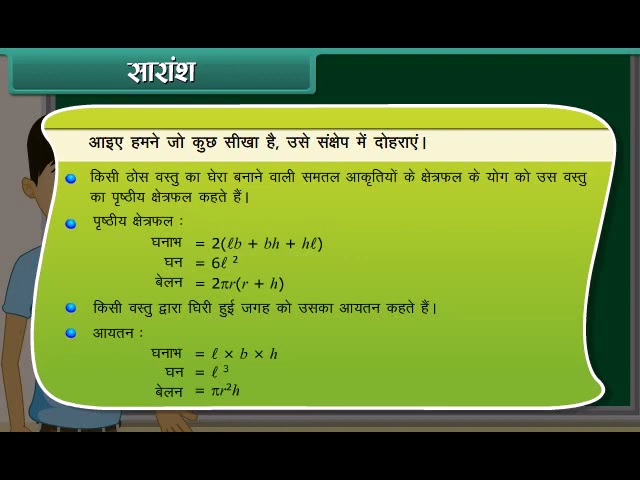 सारांश
आइए हमने जो कुछ सीखा है, उसे संक्षेप में दोहराएं।
किसी ठोस वस्तु का घेरा बनाने वाली समतल आकृतियों के क्षेत्रफल के योग को उस वस्तु
का पृष्ठीय क्षेत्रफल कहते हैं।
पृष्ठीय क्षेत्रफल :
घनाभ = 2(ℓb + bh + hℓ)
घन = 6ℓ ²
बेलन = 2πr(r + h)
किसी वस्तु द्वारा घिरी हुई जगह को उसका आयतन कहते हैं।
आयतन :
घनाभ = ℓ × b × h
घन = ℓ ³
बेलन = πr²h